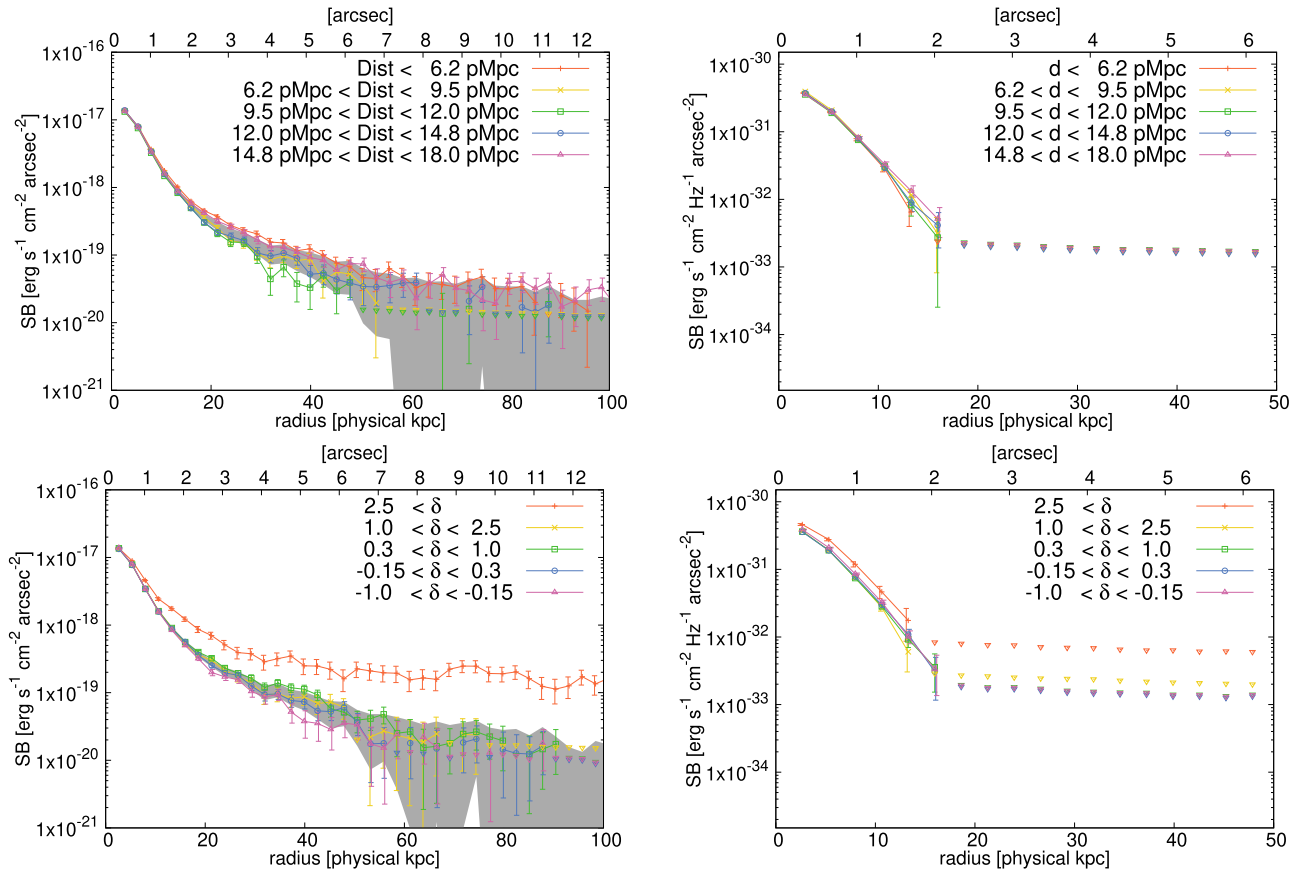 [arcsec]
0 1 2 3 4 5 6 7 8 9 10 11 12
1x10-16
1x10-17
1x10-18
1x10-19
1x10-20
1x10-21
SB [erg s-1 cm-2 arcsec-2]
Dist < 6.2 pMpc
6.2 pMpc < Dist < 9.5 pMpc
9.5 pMpc < Dist < 12.0 pMpc
12.0 pMpc < Dist < 14.8 pMpc
14.8 pMpc < Dist < 18.0 pMpc
0 20 40 60 80 100
radius [physical kpc]
[arcsec]
0 1 2 3 4 5 6
1x10-30
1x10-31
1x10-32
1x10-33
1x10-34
SB [erg s-1 cm-2 Hz-1 arcsec-2]
d < 6.2 pMpc
6.2 < d < 9.5 pMpc
9.5 < d < 12.0 pMpc
12.0 < d < 14.8 pMpc
14.8 < d < 18.0 pMpc
0 10 20 30 40 50
radius [physical kpc]
[arcsec]
0 1 2 3 4 5 6 7 8 9 10 11 12
1x10-16
1x10-17
1x10-18
1x10-19
1x10-20
1x10-21
SB [erg s-1 cm-2 arcsec-2]
2.5 < δ
1.0 < δ < 2.5
0.3 < δ < 1.0
-0.15 < δ < 0.3
-1.0 < δ < -0.15
0 20 40 60 80 100
radius [physical kpc]
[arcsec]
0 1 2 3 4 5 6
1x10-30
1x10-31
1x10-32
1x10-33
1x10-34
SB [erg s-1 cm-2 Hz-1 arcsec-2]
2.5 < δ
1.0 < δ < 2.5
0.3 < δ < 1.0
-0.15 < δ < 0.3
-1.0 < δ < -0.15
0 10 20 30 40 50
radius [physical kpc]